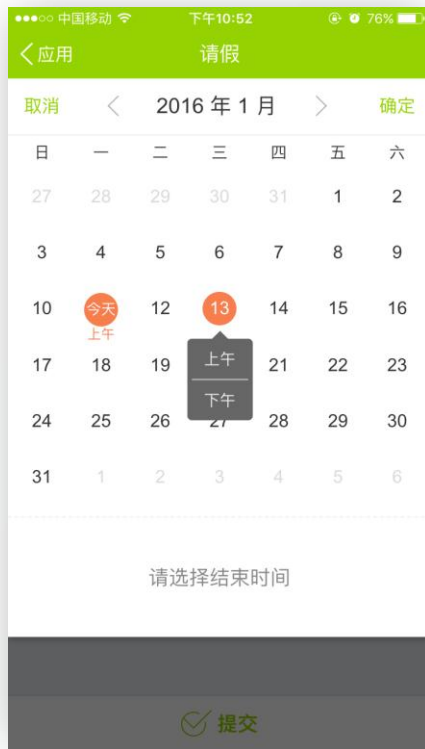 中国移动 下午10:52 76%
应用 请假
取消 2016 年 1 月 确定
日 一 二 三 四 五 六
27 28 29 30 31 1 2
3 4 5 6 7 8 9
10 今天 12 13 14 15 16
上午
17 18 19 上午 21 22 23
下午
24 25 26 27 28 29 30
31 1 2 3 4 5 6
请选择结束时间
提交